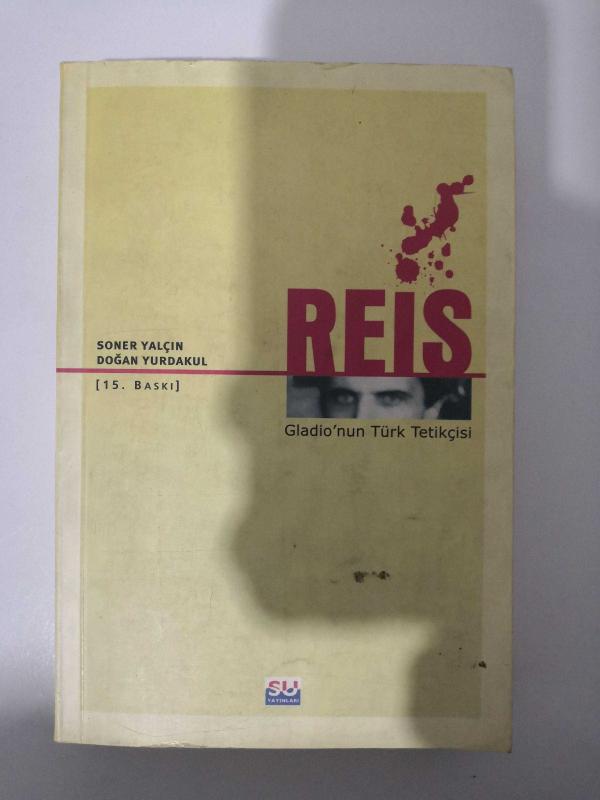 REIS
SONER YALÇIN
DOĞAN YURDAKUL
[15. BASKI]
Gladio'nun Türk Tetikçisi
SU
YAYINLARI